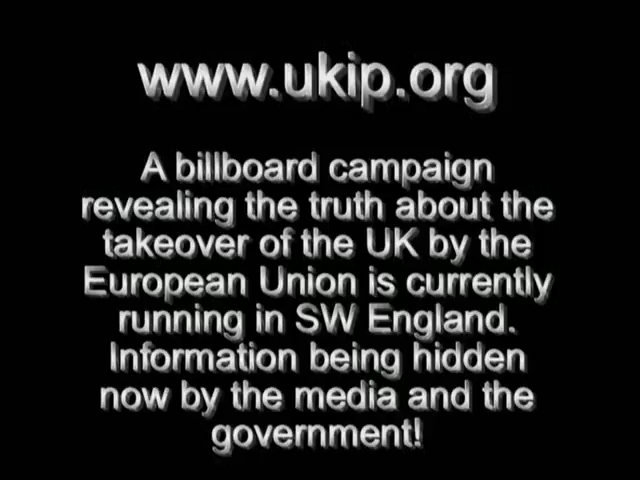 www.ukip.org
A billboard campaign
revealing the truth about the
takeover of the UK by the
European Union is currently
running in SW England.
Information being hidden
now by the media and the
government!